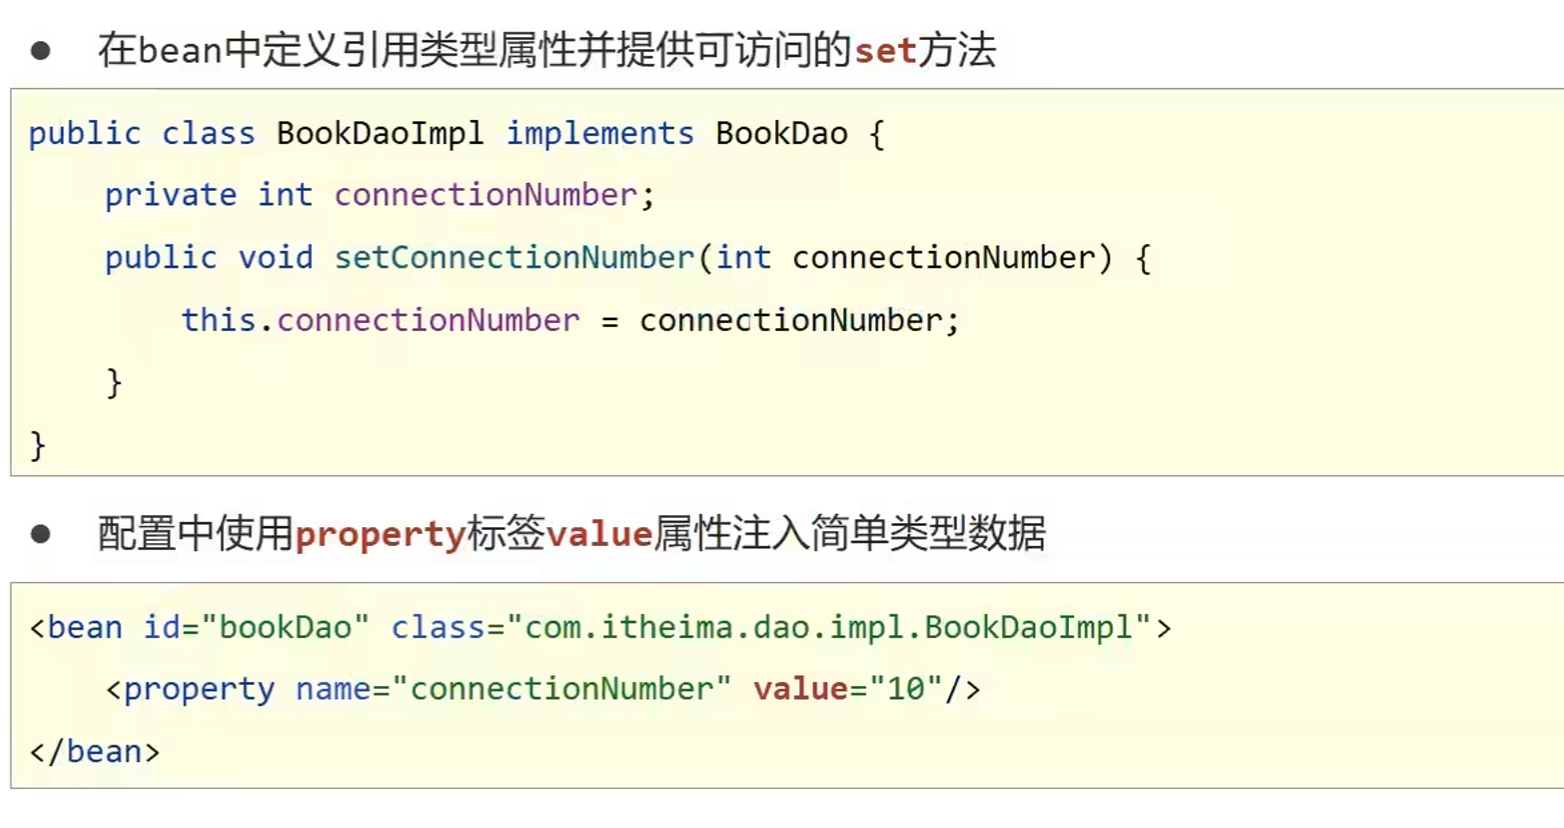 ● 在bean中定义引用类型属性并提供可访问的set方法
public class BookDaoImpl implements BookDao {
    private int connectionNumber;
    public void setConnectionNumber(int connectionNumber) {
        this.connectionNumber = connectionNumber;
    }
}
● 配置中使用property标签value属性注入简单类型数据
<bean id="bookDao" class="com.itheima.dao.impl.BookDaoImpl">
    <property name="connectionNumber" value="10"/>
</bean>